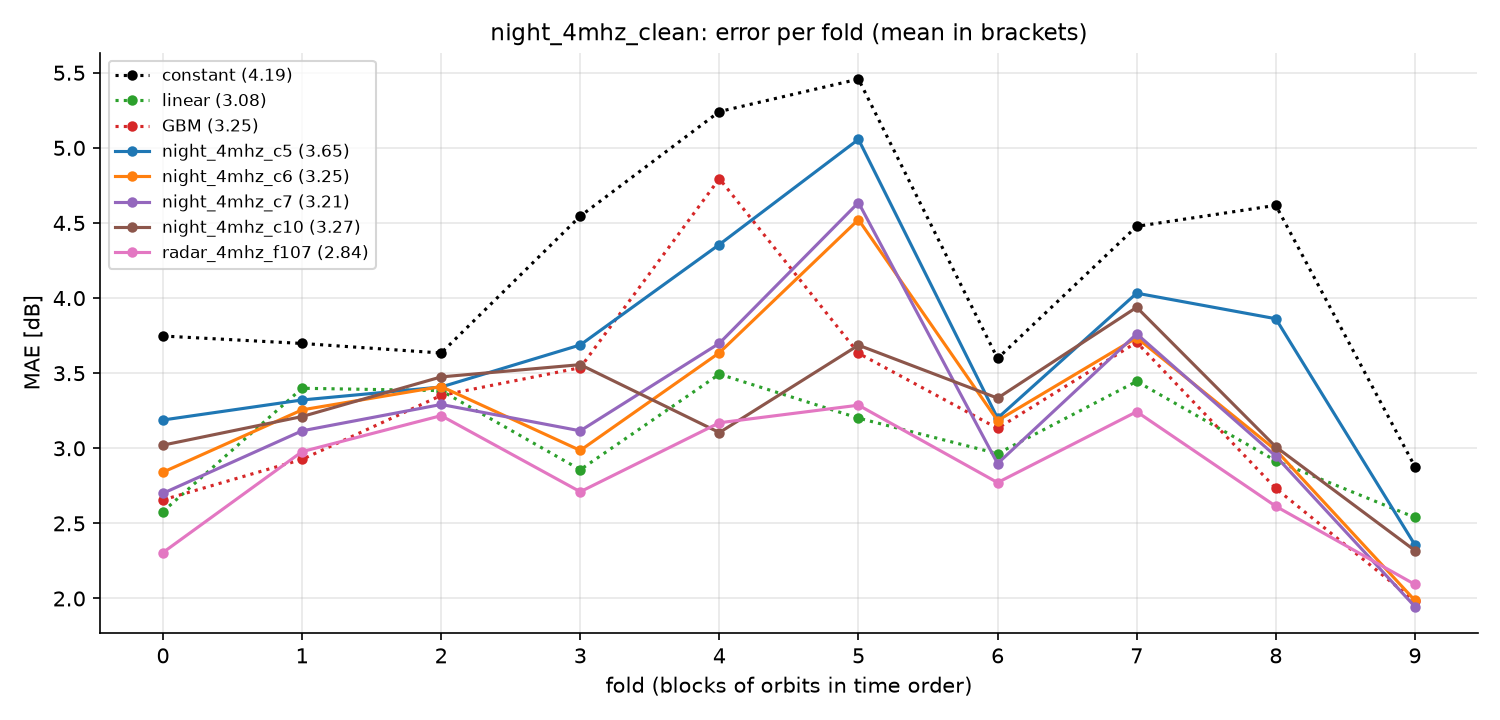 night_4mhz_clean: error per fold (mean in brackets)
constant (4.19)
linear (3.08)
GBM (3.25)
night_4mhz_c5 (3.65)
night_4mhz_c6 (3.25)
night_4mhz_c7 (3.21)
night_4mhz_c10 (3.27)
radar_4mhz_f107 (2.84)
MAE [dB]
5.5
5.0
4.5
4.0
3.5
3.0
2.5
2.0
0 1 2 3 4 5 6 7 8 9
fold (blocks of orbits in time order)